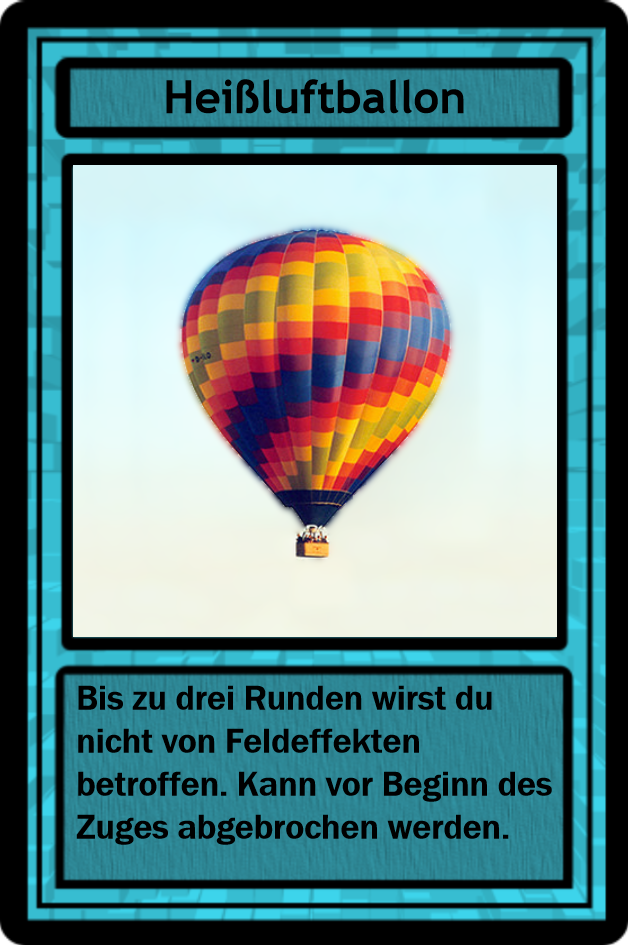 Heißluftballon
Bis zu drei Runden wirst du
nicht von Feldeffekten
betroffen. Kann vor Beginn des
Zuges abgebrochen werden.